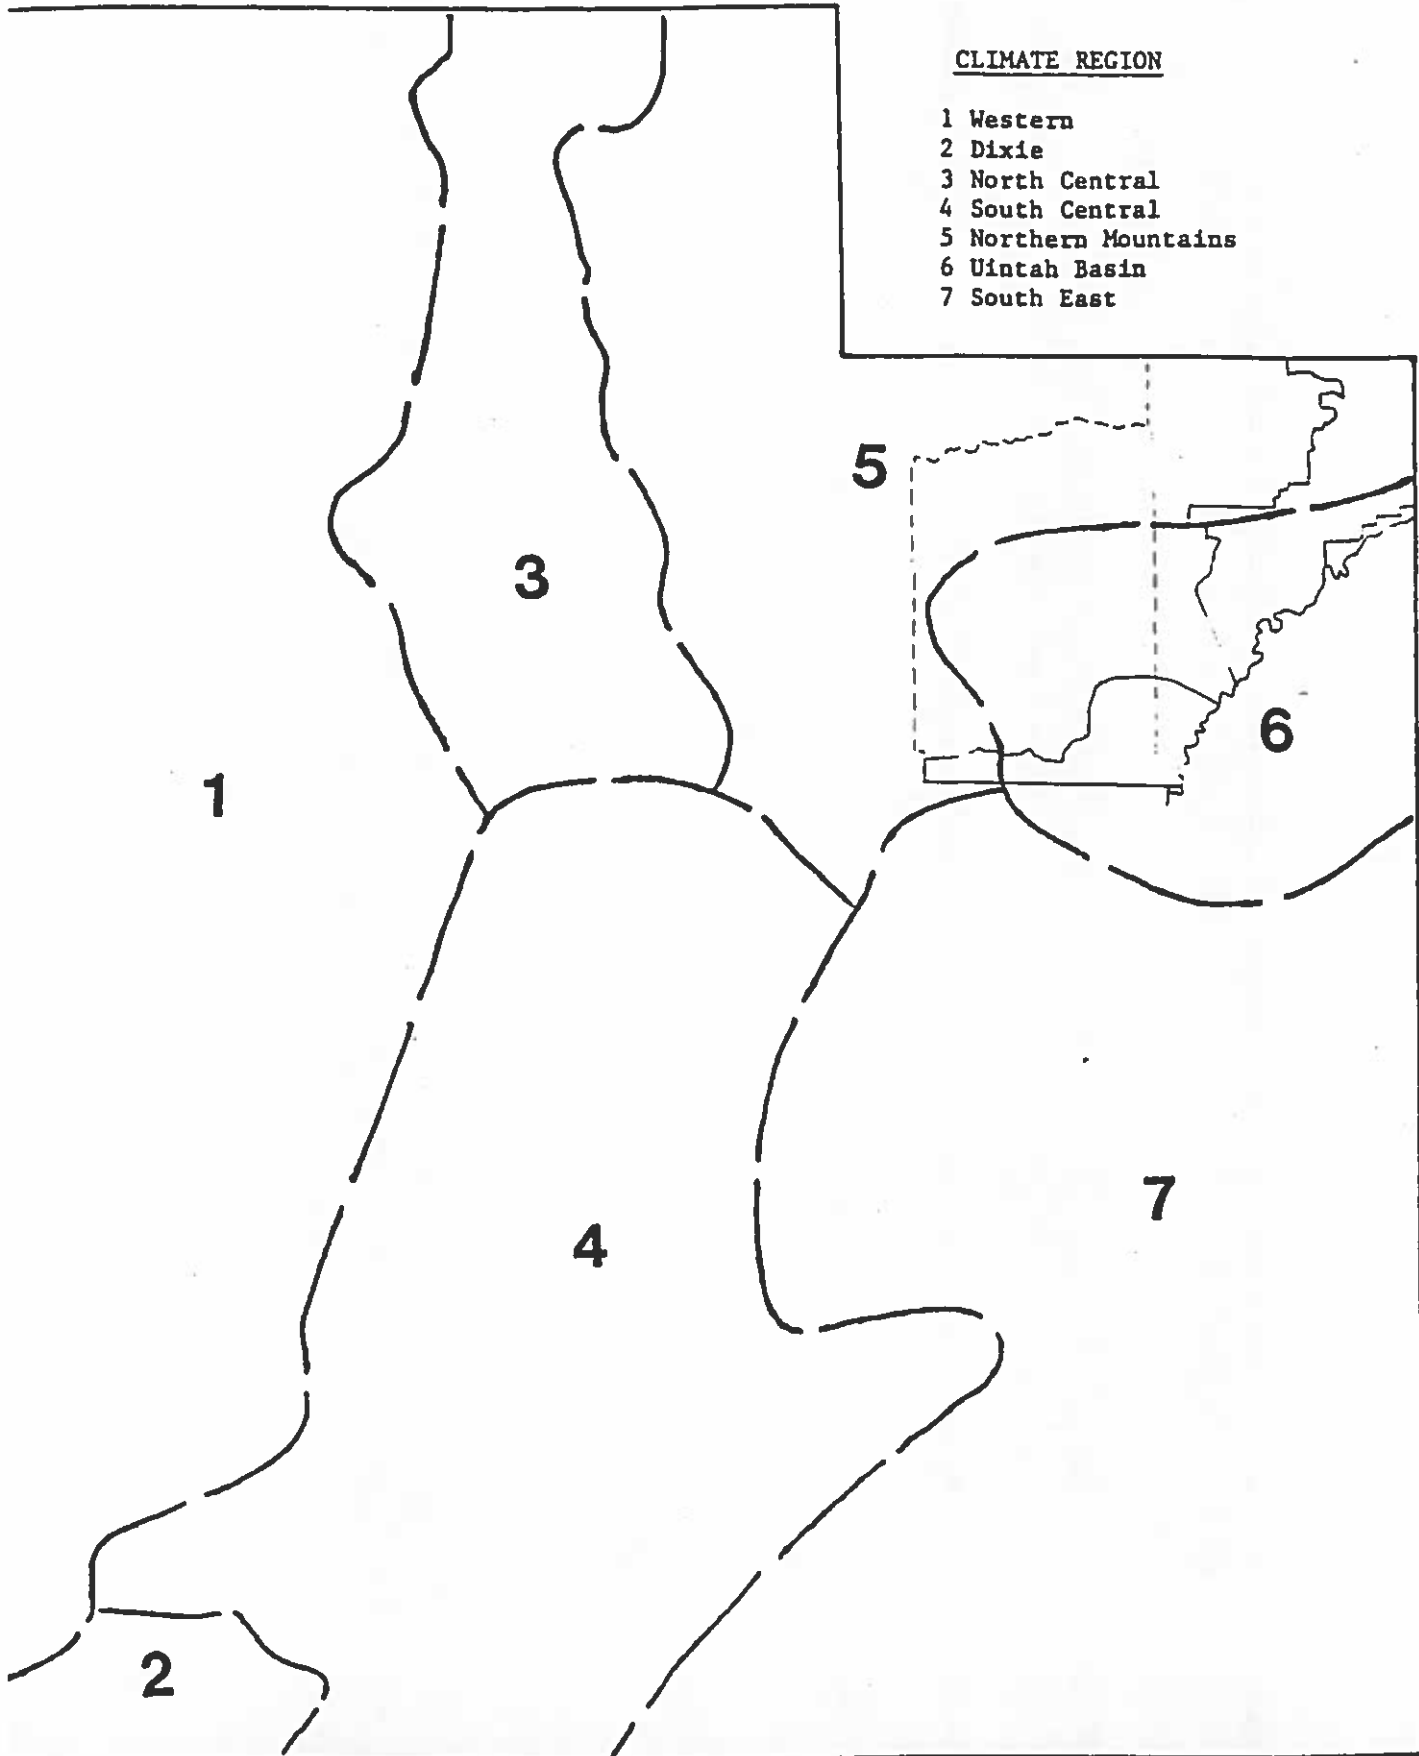 CLIMATE REGION
1 Western
2 Dixie
3 North Central
4 South Central
5 Northern Mountains
6 Uintah Basin
7 South East
5
3
6
1
7
4
2